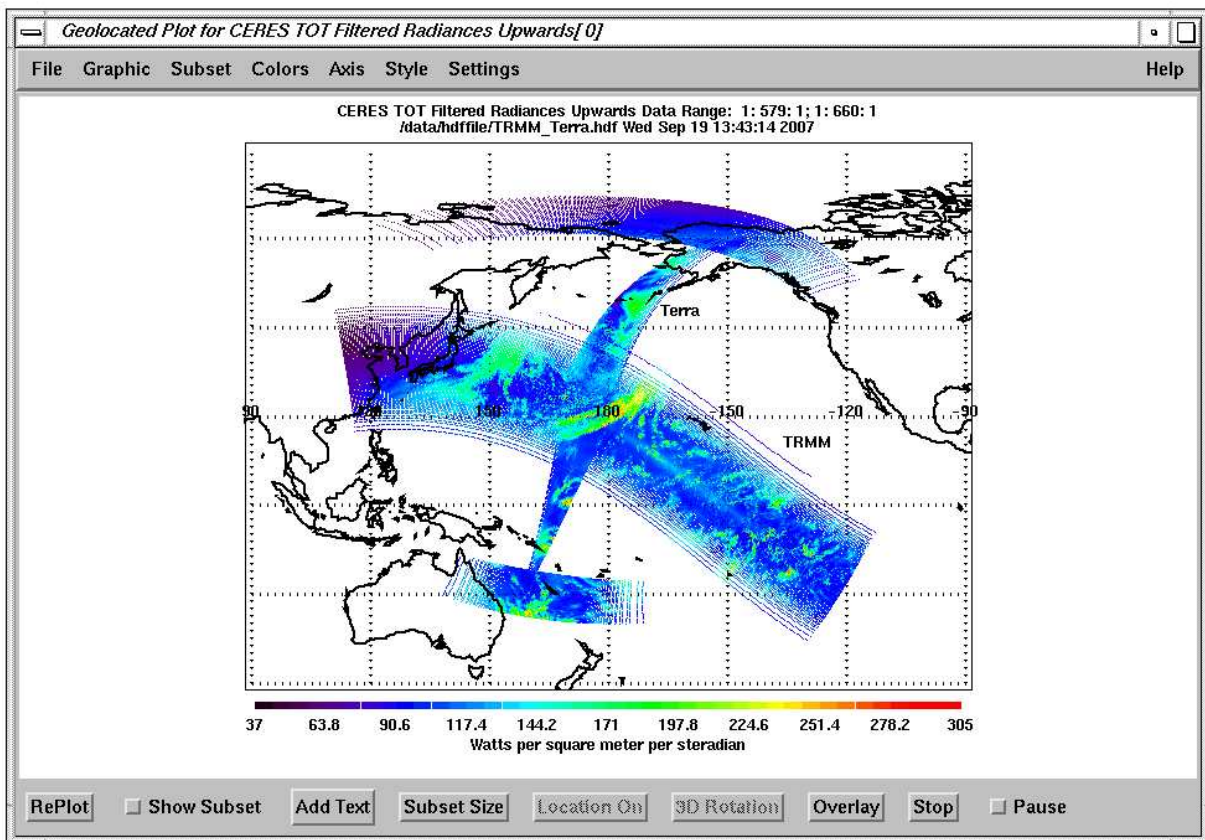 Geolocated Plot for CERES TOT Filtered Radiances Upwards[ 0]
File Graphic Subset Colors Axis Style Settings Help
CERES TOT Filtered Radiances Upwards Data Range: 1: 579: 1; 1: 660: 1
/data/hdffile/TRMM_Terra.hdf Wed Sep 19 13:43:14 2007
Terra
90 120 150 180 -150 -120 -90
TRMM
37 63.8 90.6 117.4 144.2 171 197.8 224.6 251.4 278.2 305
Watts per square meter per steradian
RePlot Show Subset Add Text Subset Size Location On 3D Rotation Overlay Stop Pause